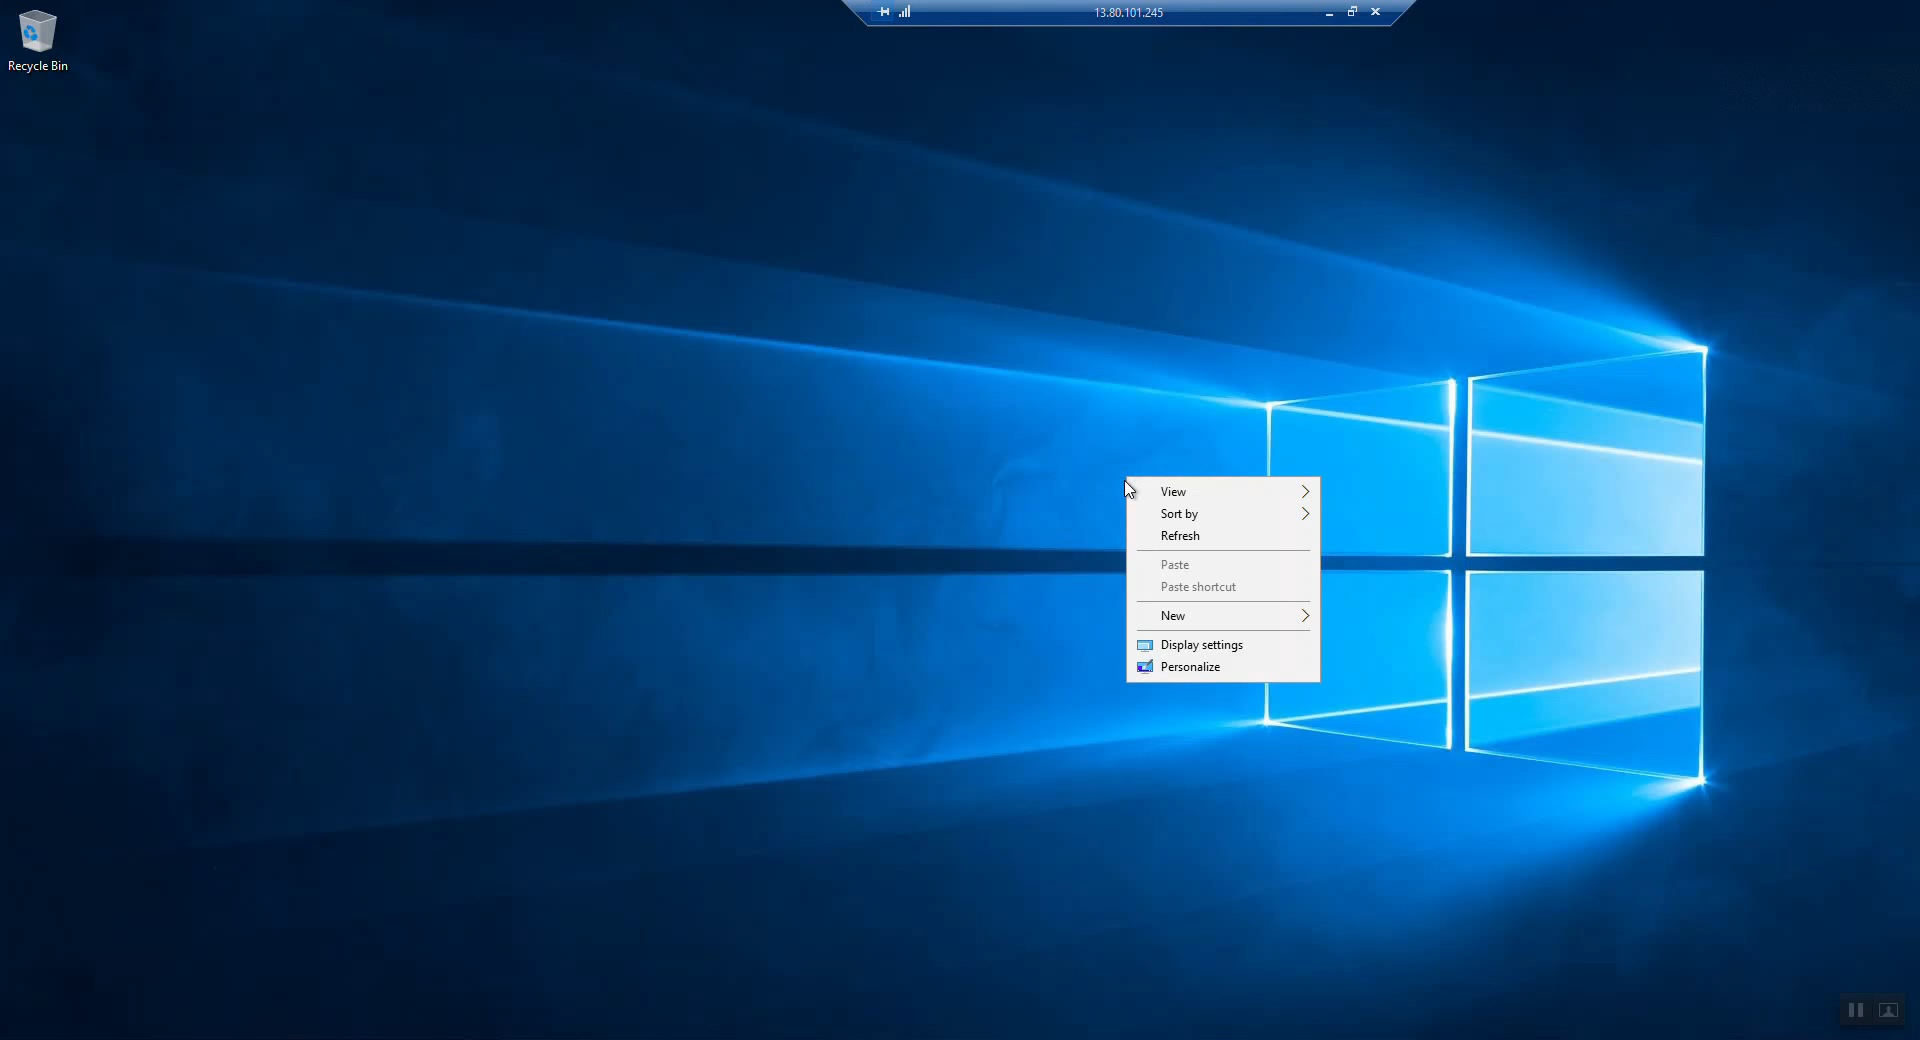 13.80.101.245
Recycle Bin
View
Sort by
Refresh
Paste
Paste shortcut
New
Display settings
Personalize